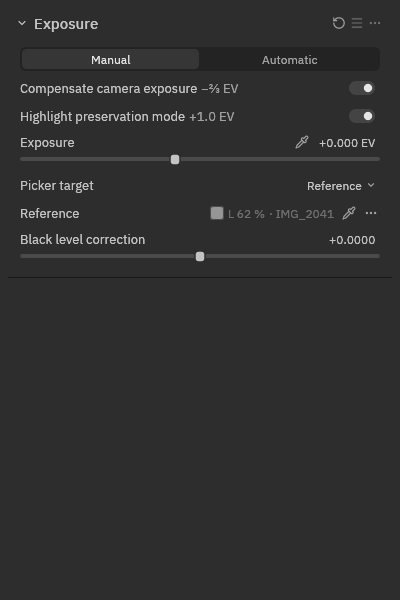 Exposure
Manual Automatic
Compensate camera exposure −⅔ EV
Highlight preservation mode +1.0 EV
Exposure +0.000 EV
Picker target Reference
Reference L 62 % · IMG_2041
Black level correction +0.0000